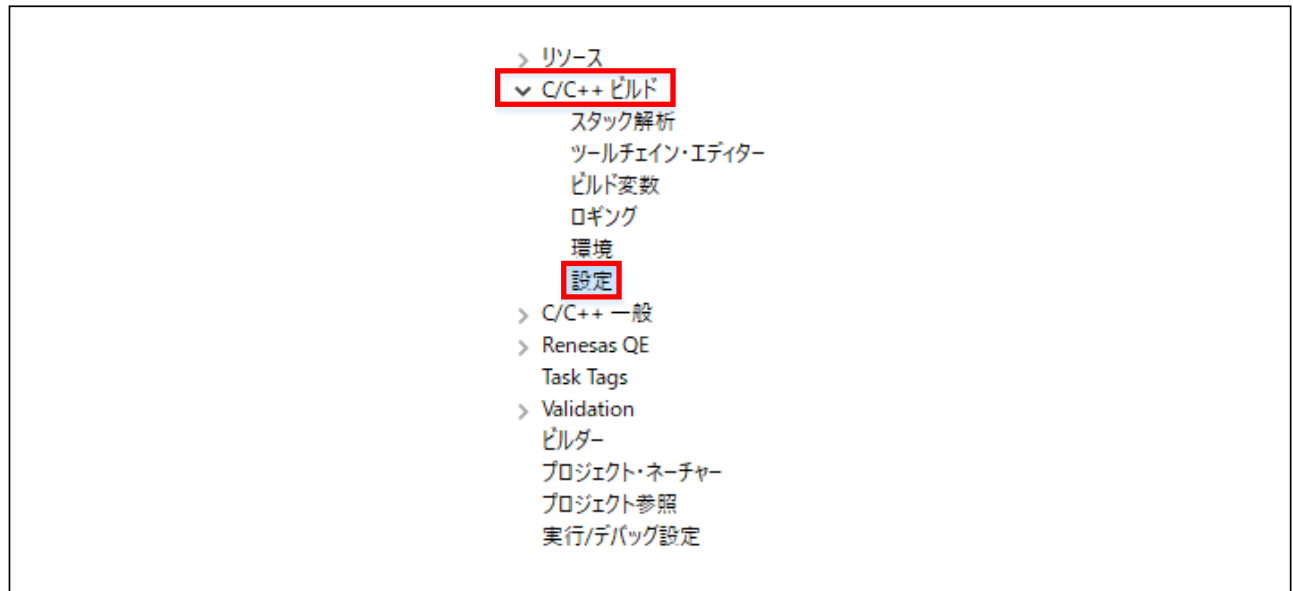 リソース
C/C++ ビルド
スタック解析
ツールチェイン・エディター
ビルド変数
ロギング
環境
設定
C/C++ 一般
Renesas QE
Task Tags
Validation
ビルダー
プロジェクト・ネーチャー
プロジェクト参照
実行/デバッグ設定